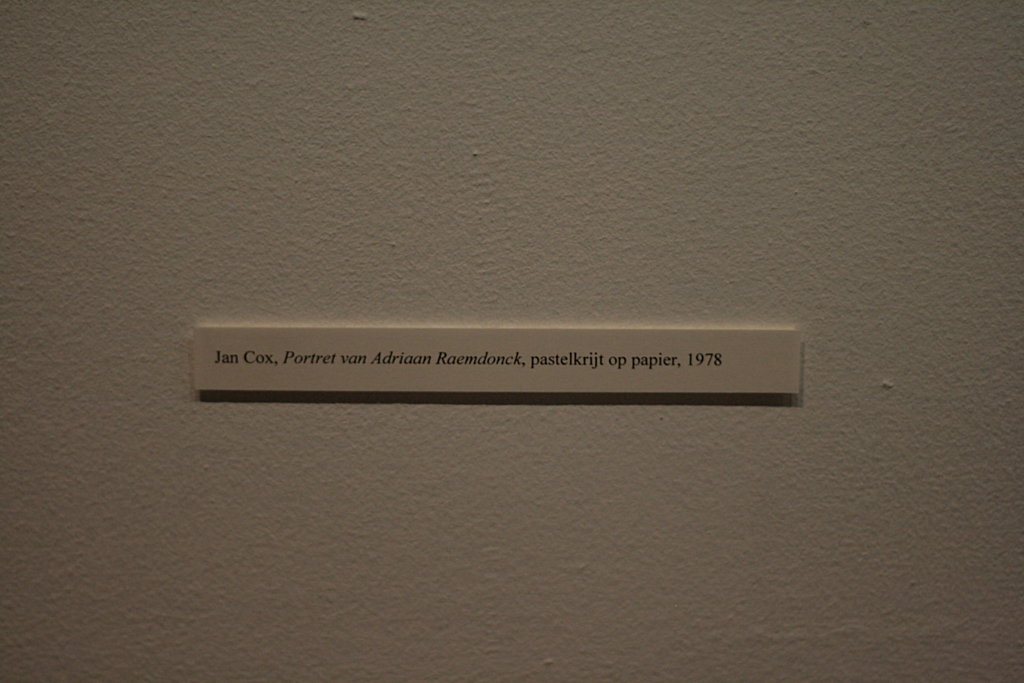 Jan Cox, Portret van Adriaan Raemdonck, pastelkrijt op papier, 1978